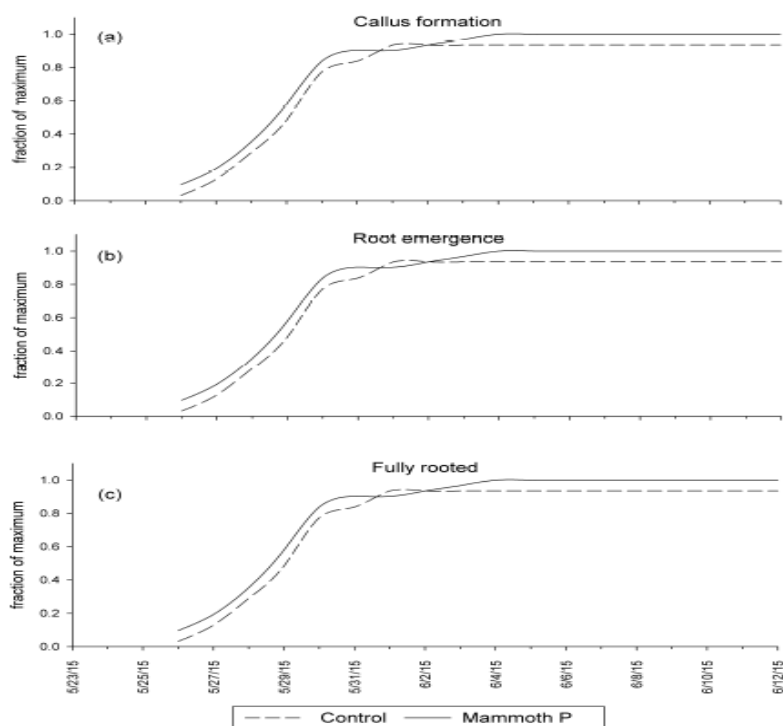 Callus formation
(a)
fraction of maximum
1.0
0.8
0.6
0.4
0.2
0.0
Root emergence
(b)
fraction of maximum
1.0
0.8
0.6
0.4
0.2
0.0
Fully rooted
(c)
fraction of maximum
1.0
0.8
0.6
0.4
0.2
0.0
5/23/15
5/25/15
5/27/15
5/29/15
5/31/15
6/2/15
6/4/15
6/6/15
6/8/15
6/10/15
6/12/15
Control Mammoth P